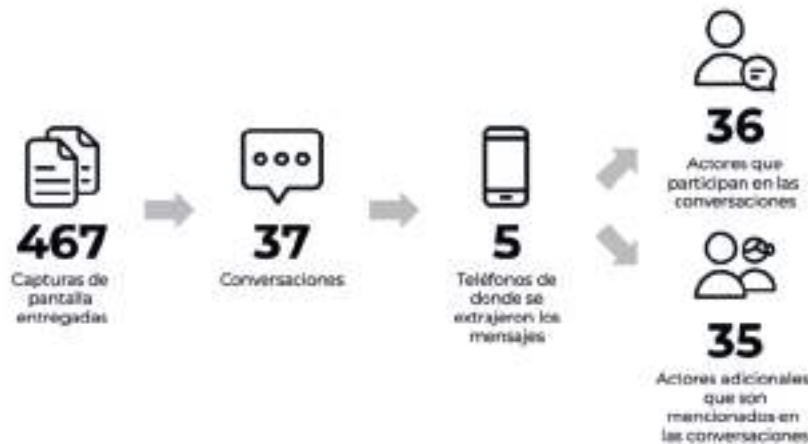 467
Capturas de
pantalla
entregadas
37
Conversaciones
5
Teléfonos de
donde se
extrajeron los
mensajes
36
Actores que
participan en las
conversaciones
35
Actores adicionales
que son
mencionados en
las conversaciones